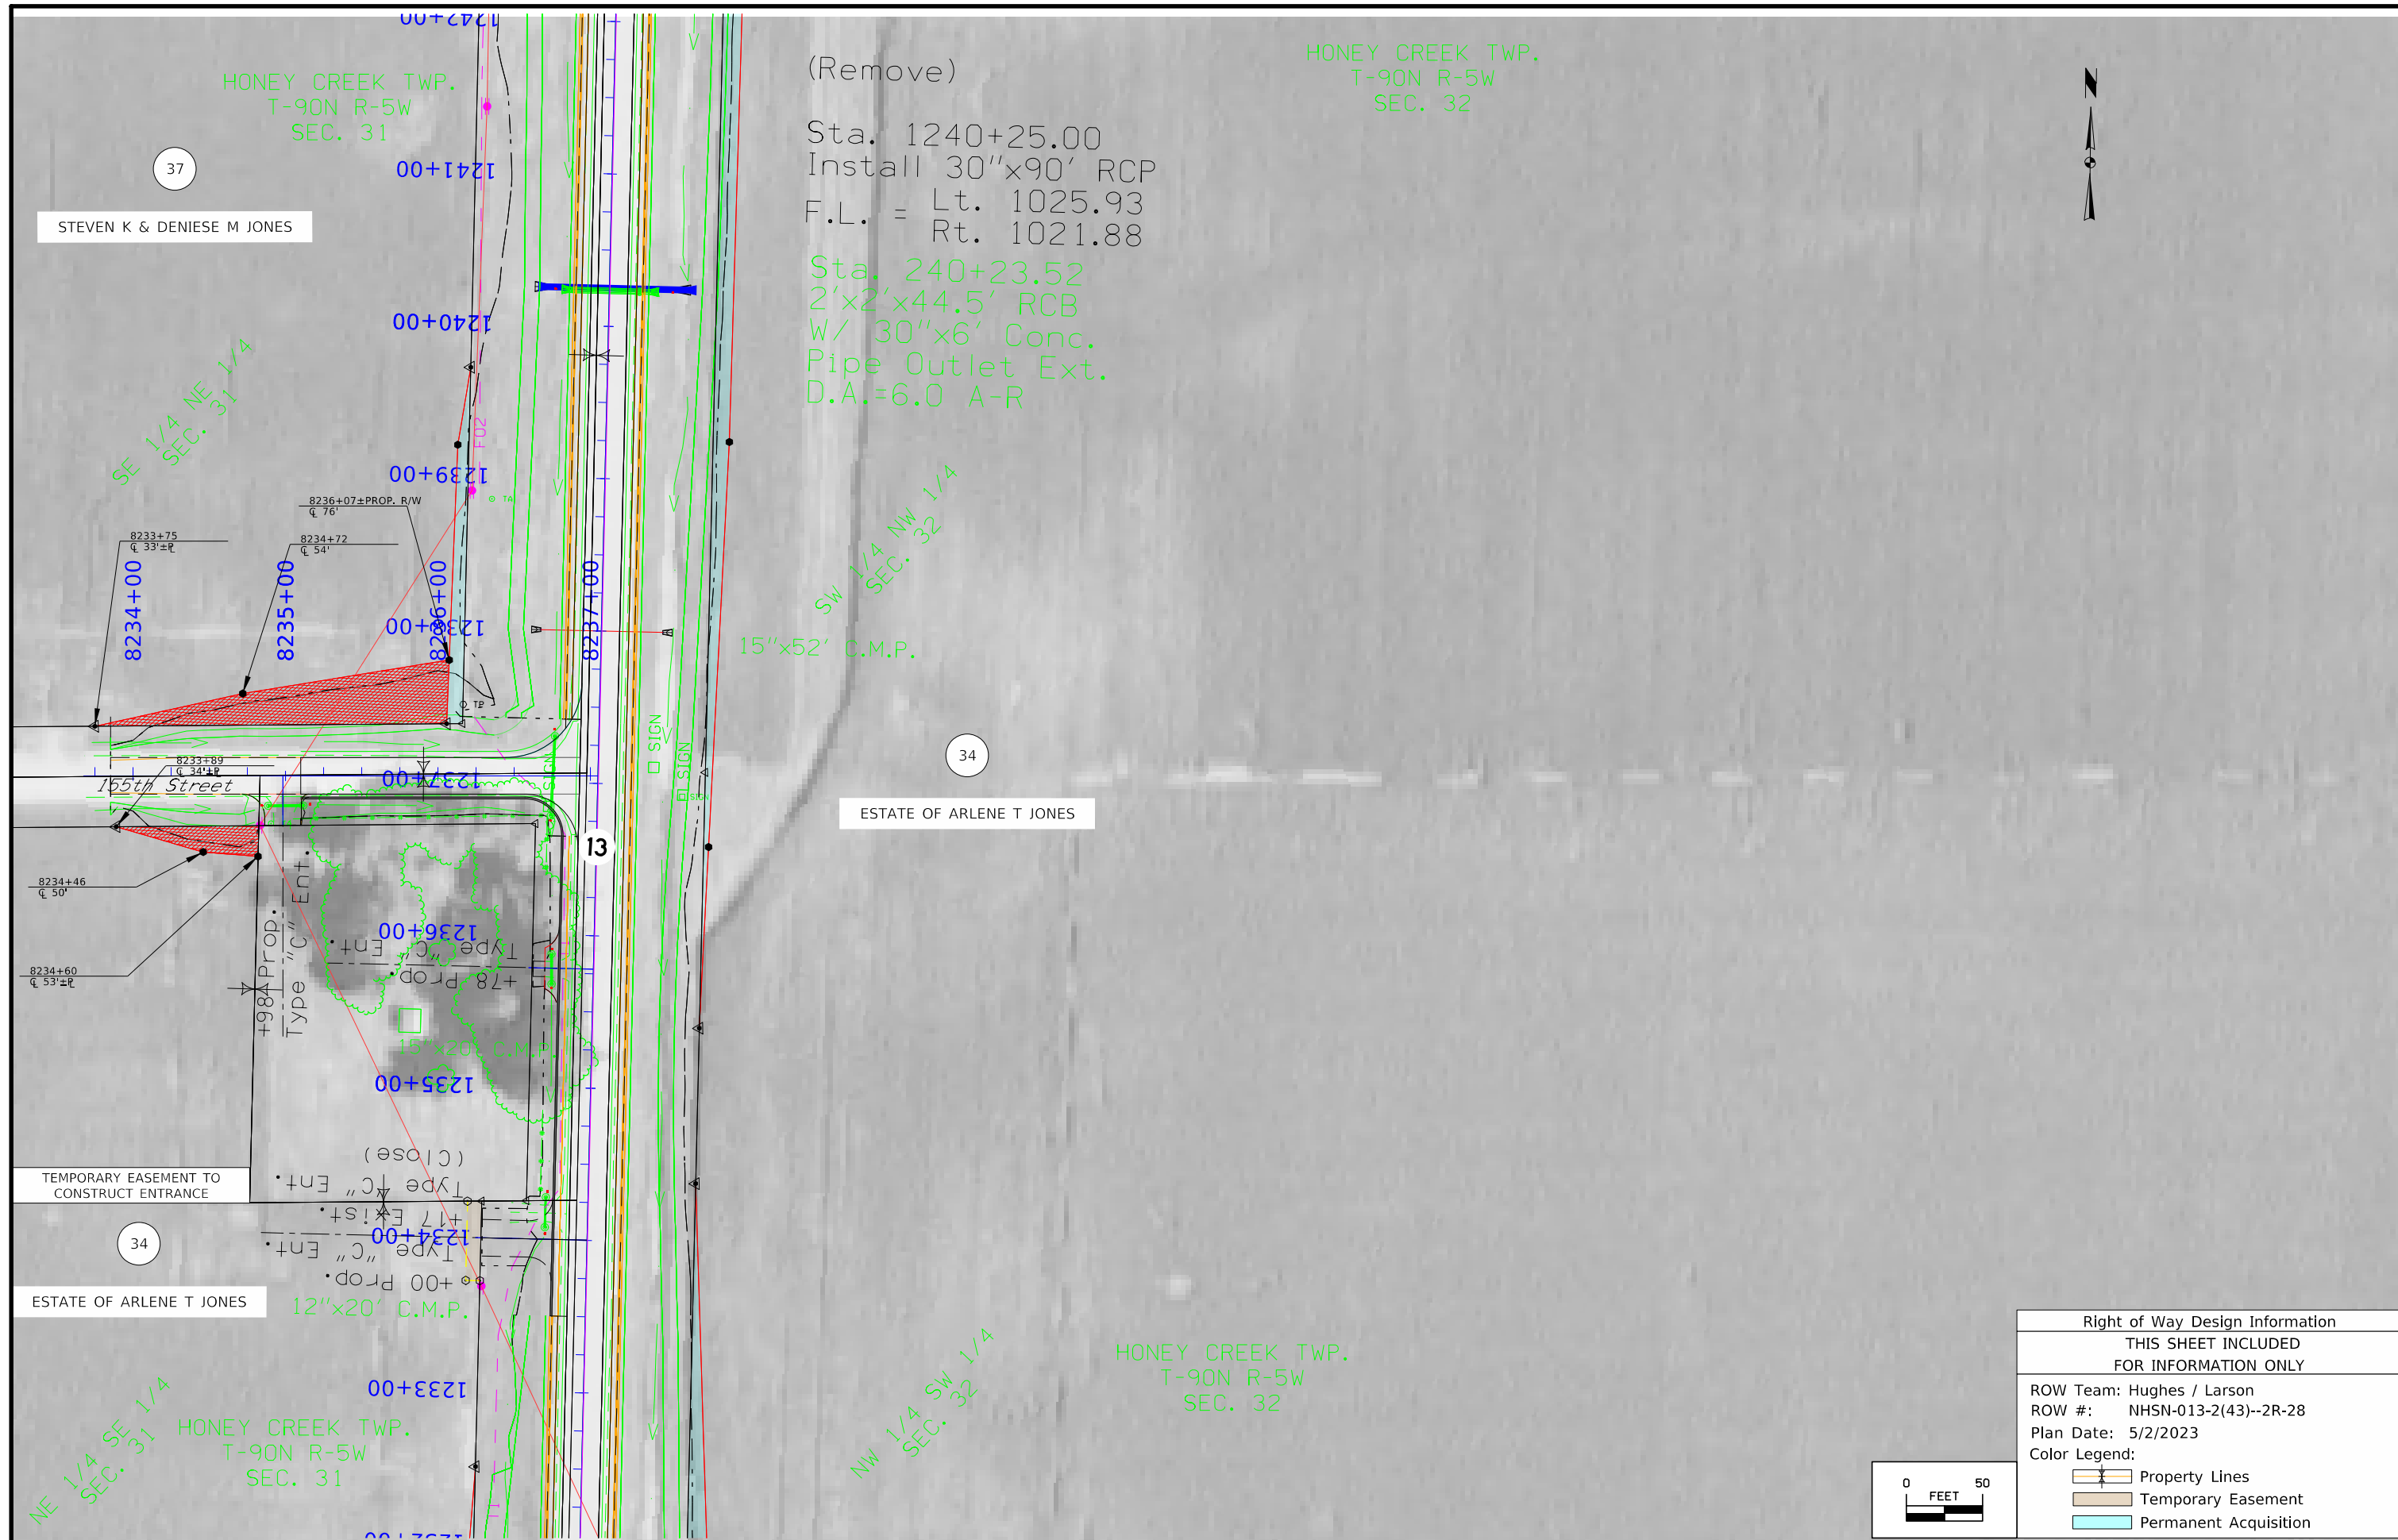 1242+00
HONEY CREEK TWP.
T-90N R-5W
SEC. 31
37
STEVEN K & DENIESE M JONES
1241+00
(Remove)
Sta. 1240+25.00
Install 30"x90' RCP
F.L. = Lt. 1025.93
Rt. 1021.88
Sta. 240+23.52
2'x2'x44.5' RCB
W/ 30"x6' Conc.
Pipe Outlet Ext.
D.A.=6.0 A-R
HONEY CREEK TWP.
T-90N R-5W
SEC. 32
N
1240+00
SE 1/4 NE 1/4
SEC. 31
FO2
1239+00
8236+07±PROP. R/W
℄ 76'
8233+75
℄ 33'±℄
8234+72
℄ 54'
8234+00
8235+00
8236+00
8237+00
1238+00
SW 1/4 NW 1/4
SEC. 32
15"x52' C.M.P.
TP
SIGN
SIGN
SIGN
SIGN
8233+89
℄ 34'±℄
155th Street
1237+00
34
ESTATE OF ARLENE T JONES
13
8234+46
℄ 50'
8234+60
℄ 53'±℄
+98 Prop.
Type "C" Ent.
1236+00
+78 Prop.
Type "C" Ent.
15"x20' C.M.P.
1235+00
TEMPORARY EASEMENT TO
CONSTRUCT ENTRANCE
+17 Exist.
Type "C" Ent.
(Close)
34
1234+00
+00 Prop.
Type "C" Ent.
ESTATE OF ARLENE T JONES
12"x20' C.M.P.
1233+00
NE 1/4 SE 1/4
SEC. 31
HONEY CREEK TWP.
T-90N R-5W
SEC. 31
NW 1/4 SW 1/4
SEC. 32
HONEY CREEK TWP.
T-90N R-5W
SEC. 32
1232+00
0 50
FEET
Right of Way Design Information
THIS SHEET INCLUDED
FOR INFORMATION ONLY
ROW Team: Hughes / Larson
ROW #: NHSN-013-2(43)--2R-28
Plan Date: 5/2/2023
Color Legend:
Property Lines
Temporary Easement
Permanent Acquisition